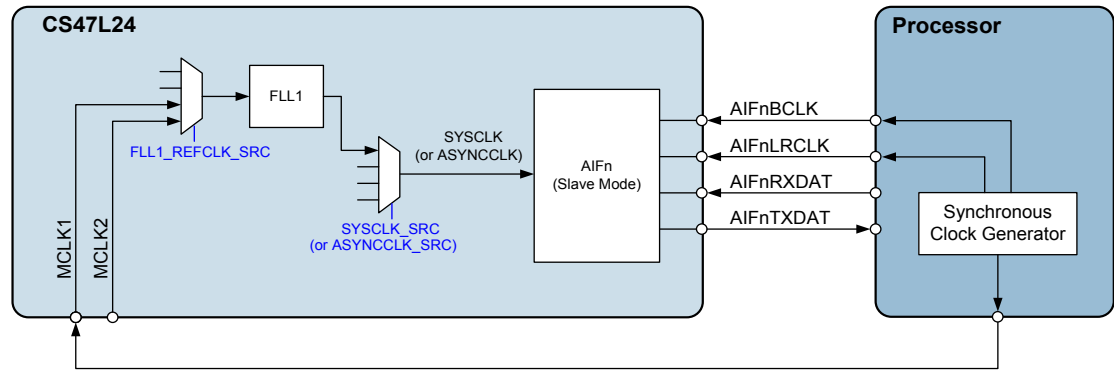 CS47L24
Processor
FLL1
FLL1_REFCLK_SRC
SYSCLK
(or ASYNCCLK)
SYSCLK_SRC
(or ASYNCCLK_SRC)
MCLK1
MCLK2
AIFn
(Slave Mode)
AIFnBCLK
AIFnLRCLK
AIFnRXDAT
AIFnTXDAT
Synchronous
Clock Generator